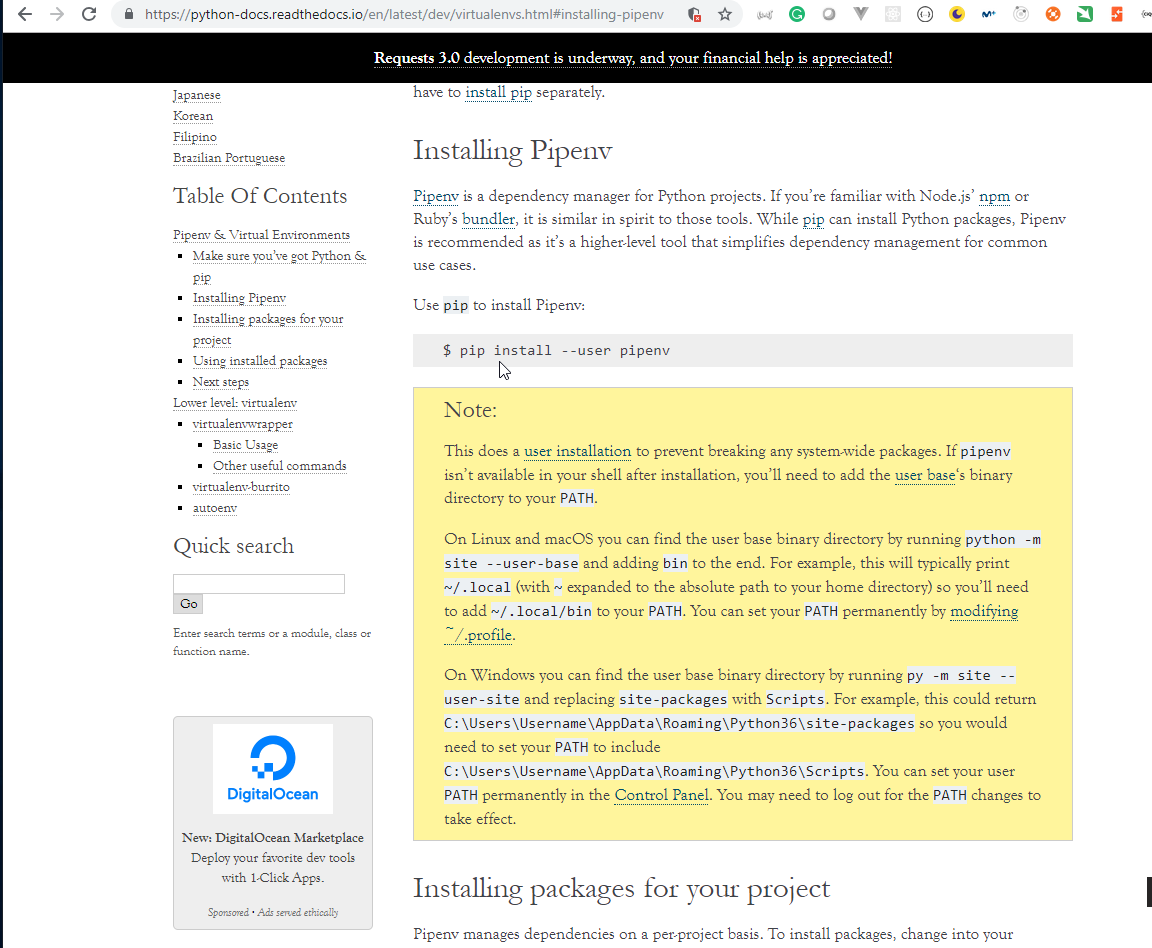 https://python-docs.readthedocs.io/en/latest/dev/virtualenvs.html#installing-pipenv
Requests 3.0 development is underway, and your financial help is appreciated!
Japanese
Korean
Filipino
Brazilian Portuguese
Table Of Contents
Pipenv & Virtual Environments
Make sure you’ve got Python &
pip
Installing Pipenv
Installing packages for your
project
Using installed packages
Next steps
Lower level: virtualenv
virtualenvwrapper
Basic Usage
Other useful commands
virtualenv-burrito
autoenv
Quick search
Go
Enter search terms or a module, class or
function name.
DigitalOcean
New: DigitalOcean Marketplace
Deploy your favorite dev tools
with 1-Click Apps.
Sponsored • Ads served ethically
have to install pip separately.
Installing Pipenv
Pipenv is a dependency manager for Python projects. If you’re familiar with Node.js’ npm or
Ruby’s bundler, it is similar in spirit to those tools. While pip can install Python packages, Pipenv
is recommended as it’s a higher-level tool that simplifies dependency management for common
use cases.
Use pip to install Pipenv:
$ pip install --user pipenv
Note:
This does a user installation to prevent breaking any system-wide packages. If pipenv
isn’t available in your shell after installation, you’ll need to add the user base‘s binary
directory to your PATH.
On Linux and macOS you can find the user base binary directory by running python -m
site --user-base and adding bin to the end. For example, this will typically print
~/.local (with ~ expanded to the absolute path to your home directory) so you’ll need
to add ~/.local/bin to your PATH. You can set your PATH permanently by modifying
~/.profile.
On Windows you can find the user base binary directory by running py -m site --
user-site and replacing site-packages with Scripts. For example, this could return
C:\Users\Username\AppData\Roaming\Python36\site-packages so you would
need to set your PATH to include
C:\Users\Username\AppData\Roaming\Python36\Scripts. You can set your user
PATH permanently in the Control Panel. You may need to log out for the PATH changes to
take effect.
Installing packages for your project
Pipenv manages dependencies on a per-project basis. To install packages, change into your